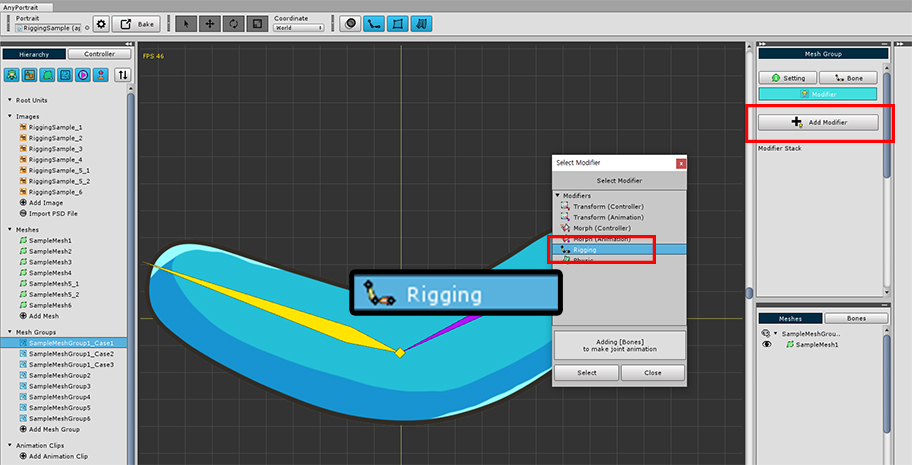 AnyPortrait
Portrait
RiggingSample (ap
Bake
Coordinate
World
Hierarchy
Controller
Root Units
Images
RiggingSample_1
RiggingSample_2
RiggingSample_3
RiggingSample_4
RiggingSample_5_1
RiggingSample_5_2
RiggingSample_6
Add Image
Import PSD File
Meshes
SampleMesh1
SampleMesh2
SampleMesh3
SampleMesh4
SampleMesh5_1
SampleMesh5_2
SampleMesh6
Add Mesh
Mesh Groups
SampleMeshGroup1_Case1
SampleMeshGroup1_Case2
SampleMeshGroup1_Case3
SampleMeshGroup2
SampleMeshGroup3
SampleMeshGroup4
SampleMeshGroup5
SampleMeshGroup6
Add Mesh Group
Animation Clips
Add Animation Clip
FPS 46
Select Modifier
x
Select Modifier
Modifiers
Transform (Controller)
Transform (Animation)
Morph (Controller)
Morph (Animation)
Rigging
Physic
Rigging
Adding [Bones]
to make joint animation
Select
Close
Mesh Group
Setting
Bone
Modifier
Add Modifier
Modifier Stack
Meshes
Bones
SampleMeshGrou..
SampleMesh1